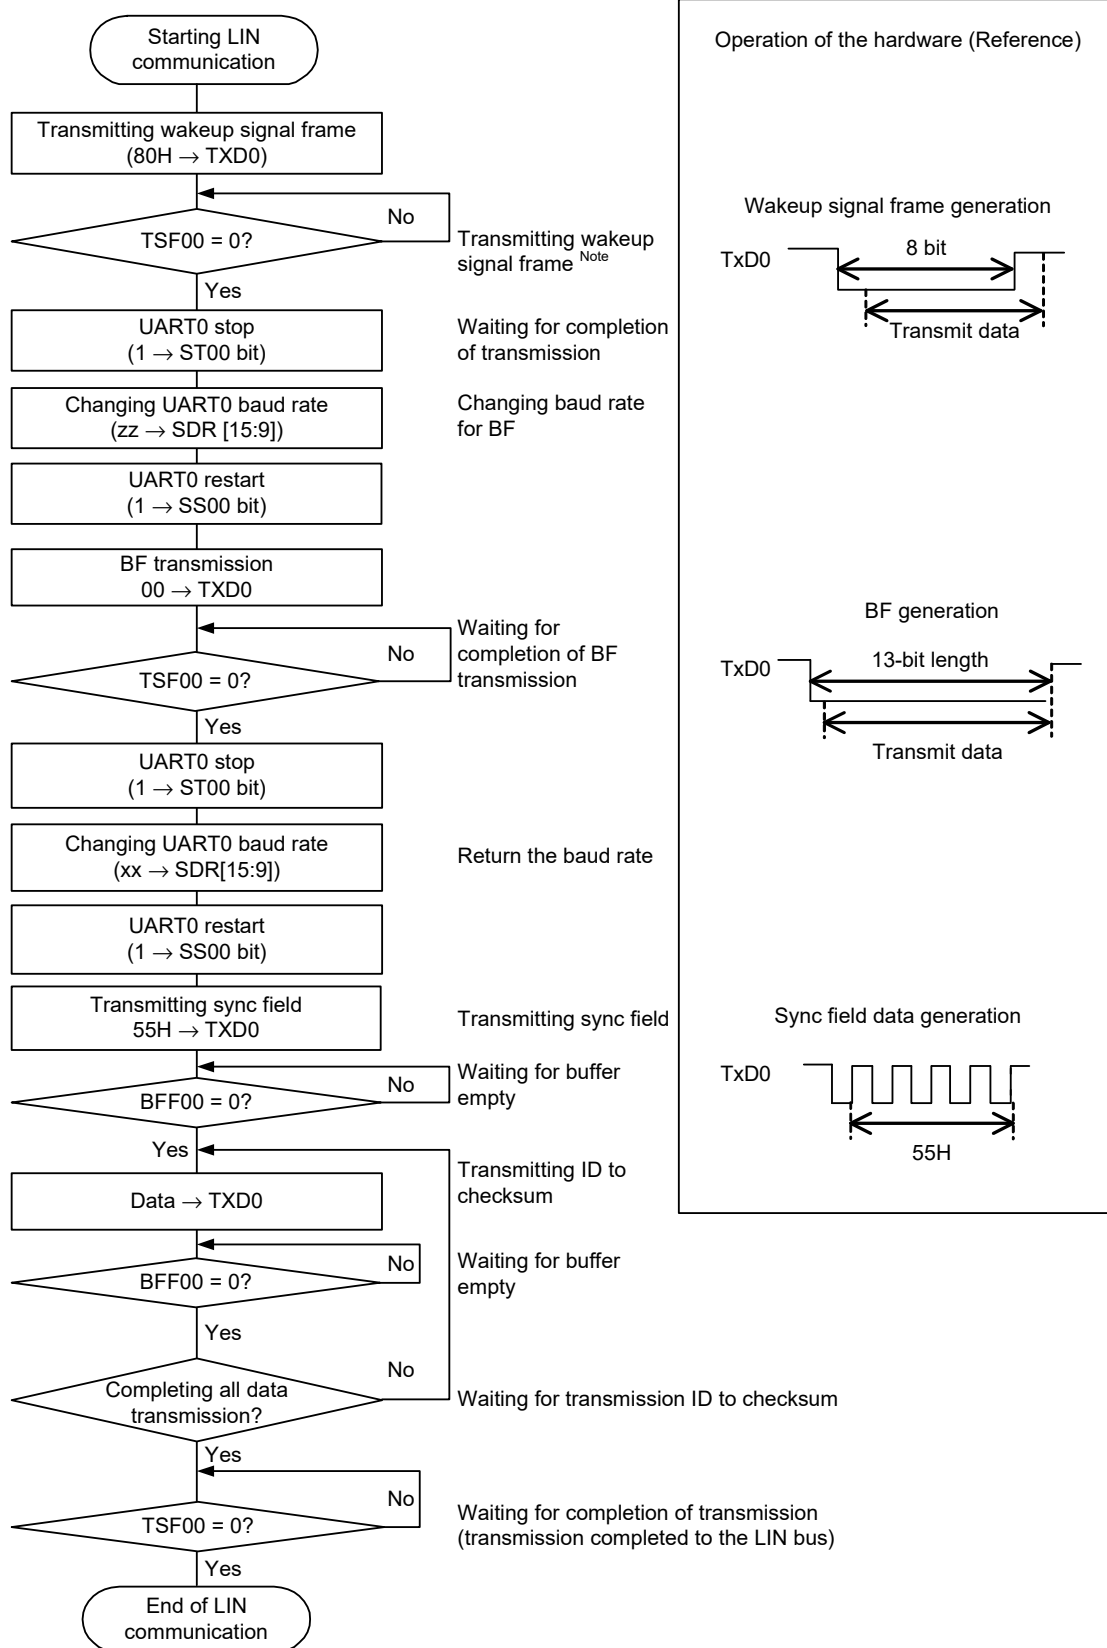 Starting LIN
communication
Transmitting wakeup signal frame
(80H → TXD0)
No
TSF00 = 0?
Transmitting wakeup
signal frame Note
Yes
UART0 stop
(1 → ST00 bit)
Waiting for completion
of transmission
Changing UART0 baud rate
(zz → SDR [15:9])
Changing baud rate
for BF
UART0 restart
(1 → SS00 bit)
BF transmission
00 → TXD0
No
TSF00 = 0?
Waiting for
completion of BF
transmission
Yes
UART0 stop
(1 → ST00 bit)
Changing UART0 baud rate
(xx → SDR[15:9])
Return the baud rate
UART0 restart
(1 → SS00 bit)
Transmitting sync field
55H → TXD0
Transmitting sync field
No
BFF00 = 0?
Waiting for buffer
empty
Yes
Transmitting ID to
checksum
Data → TXD0
No
BFF00 = 0?
Waiting for buffer
empty
Yes
No
Completing all data
transmission?
Waiting for transmission ID to checksum
Yes
No
TSF00 = 0?
Waiting for completion of transmission
(transmission completed to the LIN bus)
Yes
End of LIN
communication
Operation of the hardware (Reference)
Wakeup signal frame generation
TxD0
8 bit
Transmit data
BF generation
TxD0
13-bit length
Transmit data
Sync field data generation
TxD0
55H